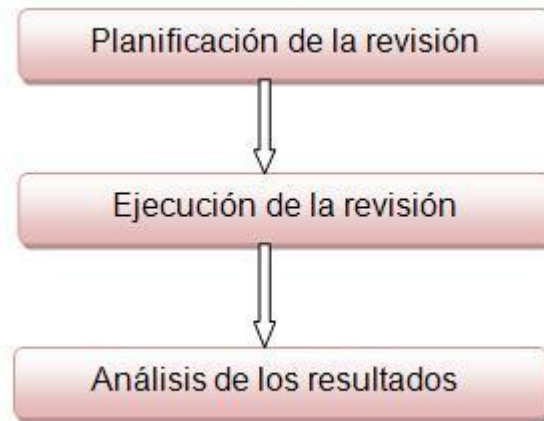 Planificación de la revisión
Ejecución de la revisión
Análisis de los resultados